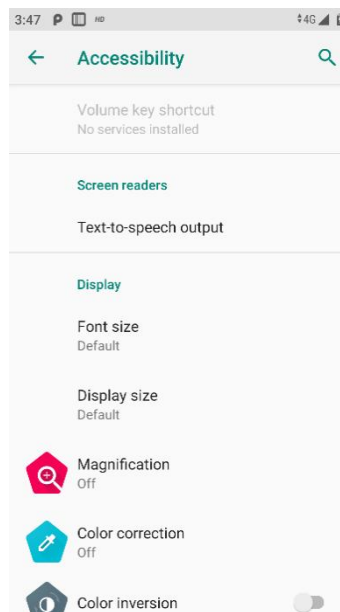 3:47 P HD 4G
Accessibility
Volume key shortcut
No services installed
Screen readers
Text-to-speech output
Display
Font size
Default
Display size
Default
Magnification
Off
Color correction
Off
Color inversion